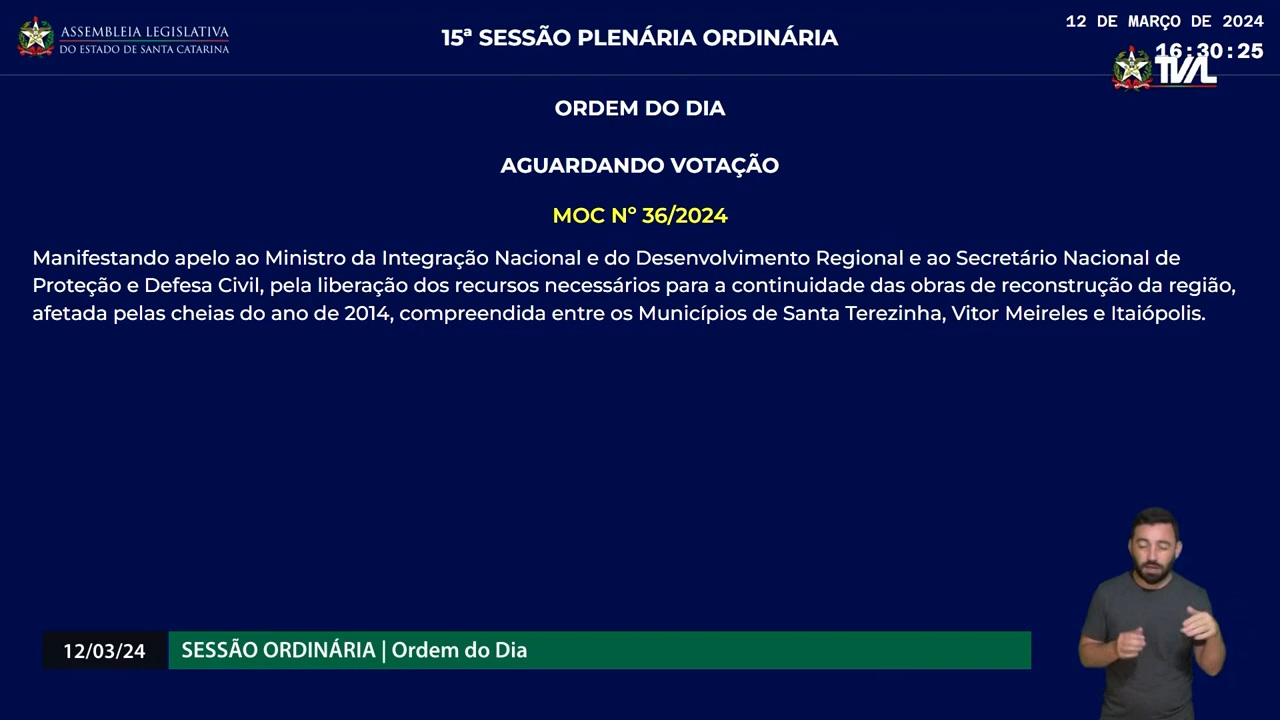 ASSEMBLEIA LEGISLATIVA
DO ESTADO DE SANTA CATARINA
15ª SESSÃO PLENÁRIA ORDINÁRIA
12 DE MARÇO DE 2024
16:30:25
TVAL
ORDEM DO DIA
AGUARDANDO VOTAÇÃO
MOC Nº 36/2024
Manifestando apelo ao Ministro da Integração Nacional e do Desenvolvimento Regional e ao Secretário Nacional de
Proteção e Defesa Civil, pela liberação dos recursos necessários para a continuidade das obras de reconstrução da região,
afetada pelas cheias do ano de 2014, compreendida entre os Municípios de Santa Terezinha, Vitor Meireles e Itaiópolis.
12/03/24
SESSÃO ORDINÁRIA | Ordem do Dia